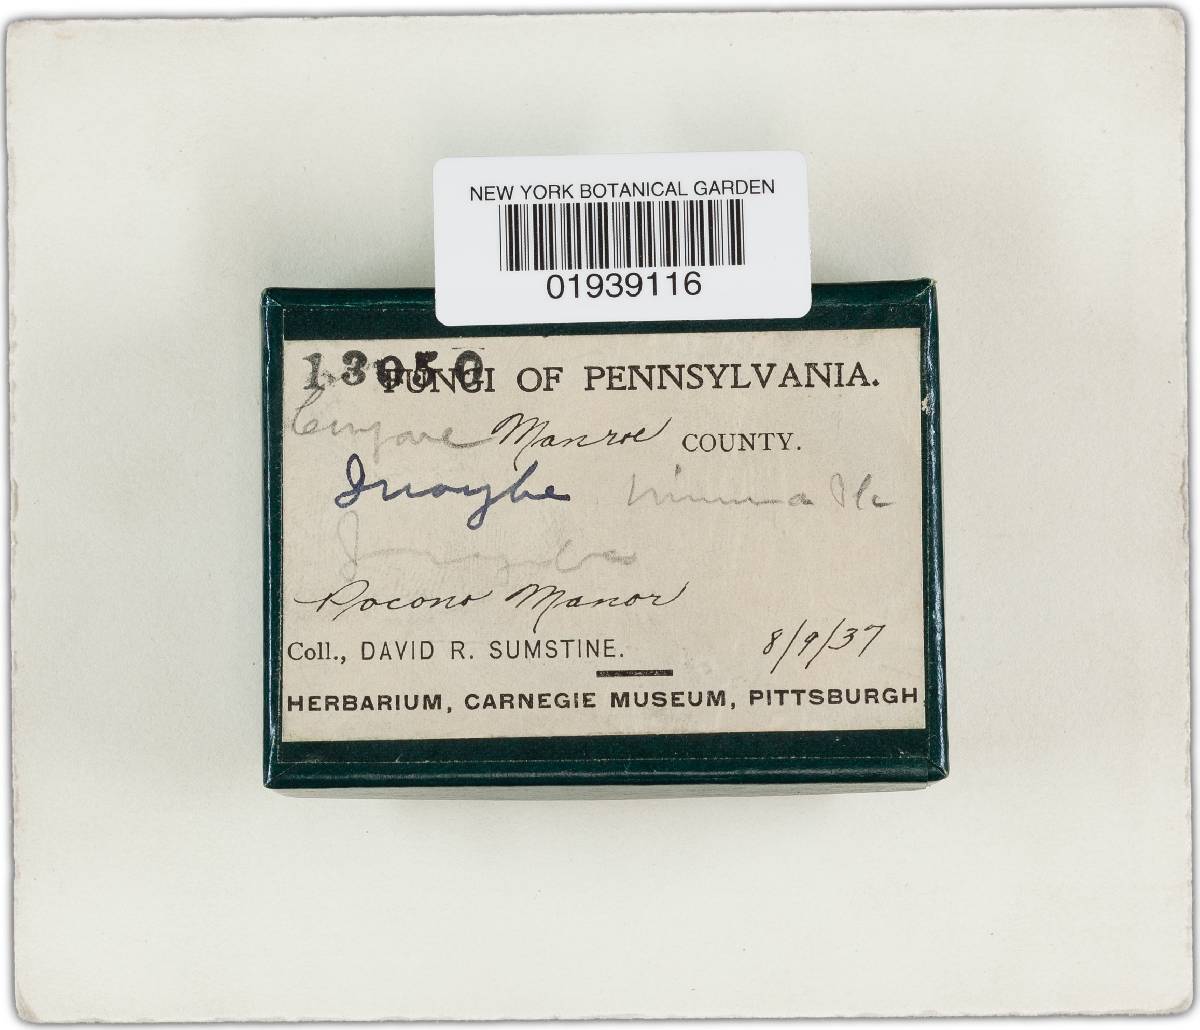 NEW YORK BOTANICAL GARDEN
01939116
13050
FUNGI OF PENNSYLVANIA.
Monroe COUNTY.
Inocybe
Pocono Manor
Coll., DAVID R. SUMSTINE. 8/9/37
HERBARIUM, CARNEGIE MUSEUM, PITTSBURGH